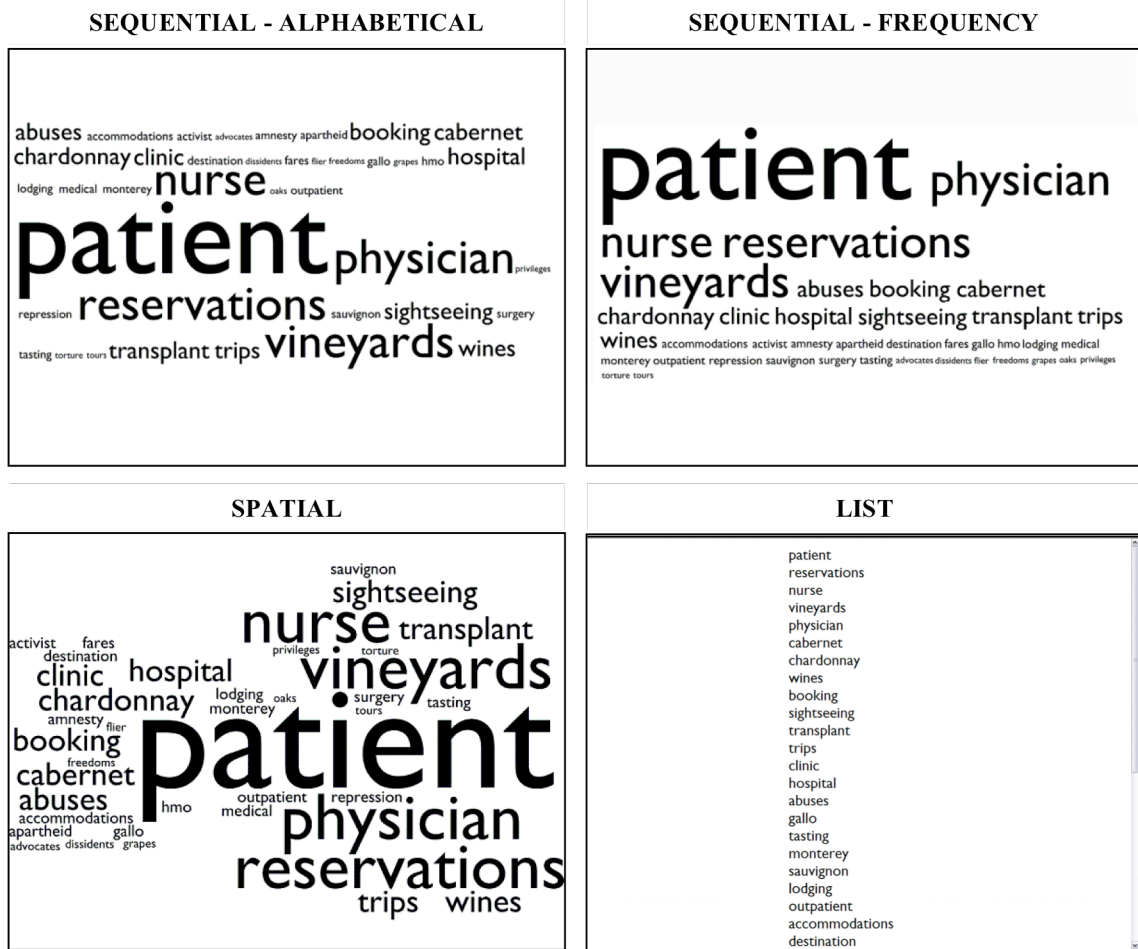 SEQUENTIAL - ALPHABETICAL
abuses accommodations activist advocates amnesty apartheid booking cabernet
chardonnay clinic destination dissidents fares flier freedoms gallo grapes hmo hospital
lodging medical monterey nurse oaks outpatient
patient physician privileges
repression reservations sauvignon sightseeing surgery
tasting torture tours transplant trips vineyards wines
SEQUENTIAL - FREQUENCY
patient physician
nurse reservations
vineyards abuses booking cabernet
chardonnay clinic hospital sightseeing transplant trips
wines accommodations activist amnesty apartheid destination fares gallo hmo lodging medical
monterey outpatient repression sauvignon surgery tasting advocates dissidents flier freedoms grapes oaks privileges
torture tours
SPATIAL
sauvignon
sightseeing
nurse transplant
activist fares
privileges torture
destination
clinic hospital vineyards
chardonnay lodging oaks surgery tasting
monterey tours
amnesty flier
patient
booking
freedoms
cabernet
abuses hmo outpatient repression
accommodations medical physician
apartheid gallo
advocates dissidents grapes
reservations
trips wines
LIST
patient
reservations
nurse
vineyards
physician
cabernet
chardonnay
wines
booking
sightseeing
transplant
trips
clinic
hospital
abuses
gallo
tasting
monterey
sauvignon
lodging
outpatient
accommodations
destination